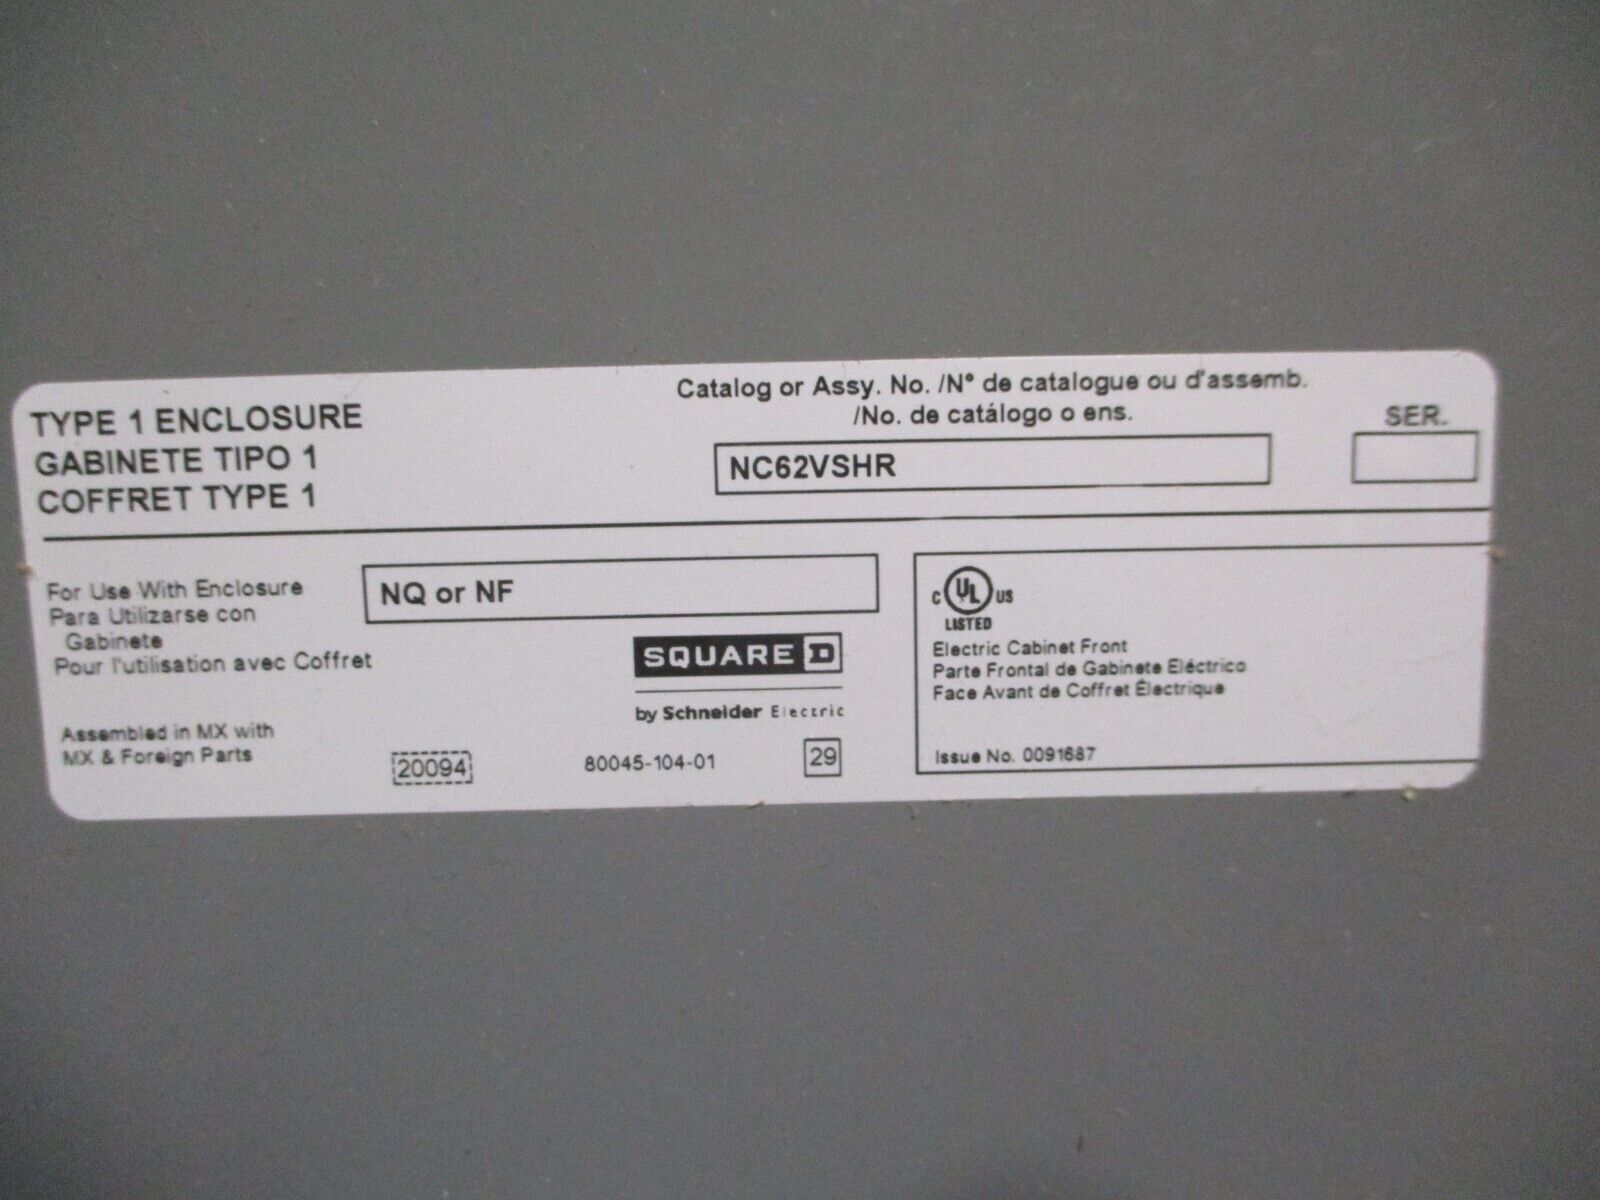 TYPE 1 ENCLOSURE
GABINETE TIPO 1
COFFRET TYPE 1
Catalog or Assy. No. /N° de catalogue ou d'assemb.
/No. de catálogo o ens.
NC62VSHR
SER.
For Use With Enclosure
Para Utilizarse con
Gabinete
Pour l'utilisation avec Coffret
NQ or NF
SQUARE D
by Schneider Electric
Assembled in MX with
MX & Foreign Parts
20094
80045-104-01
29
C UL US
LISTED
Electric Cabinet Front
Parte Frontal de Gabinete Eléctrico
Face Avant de Coffret Électrique
Issue No. 0091687